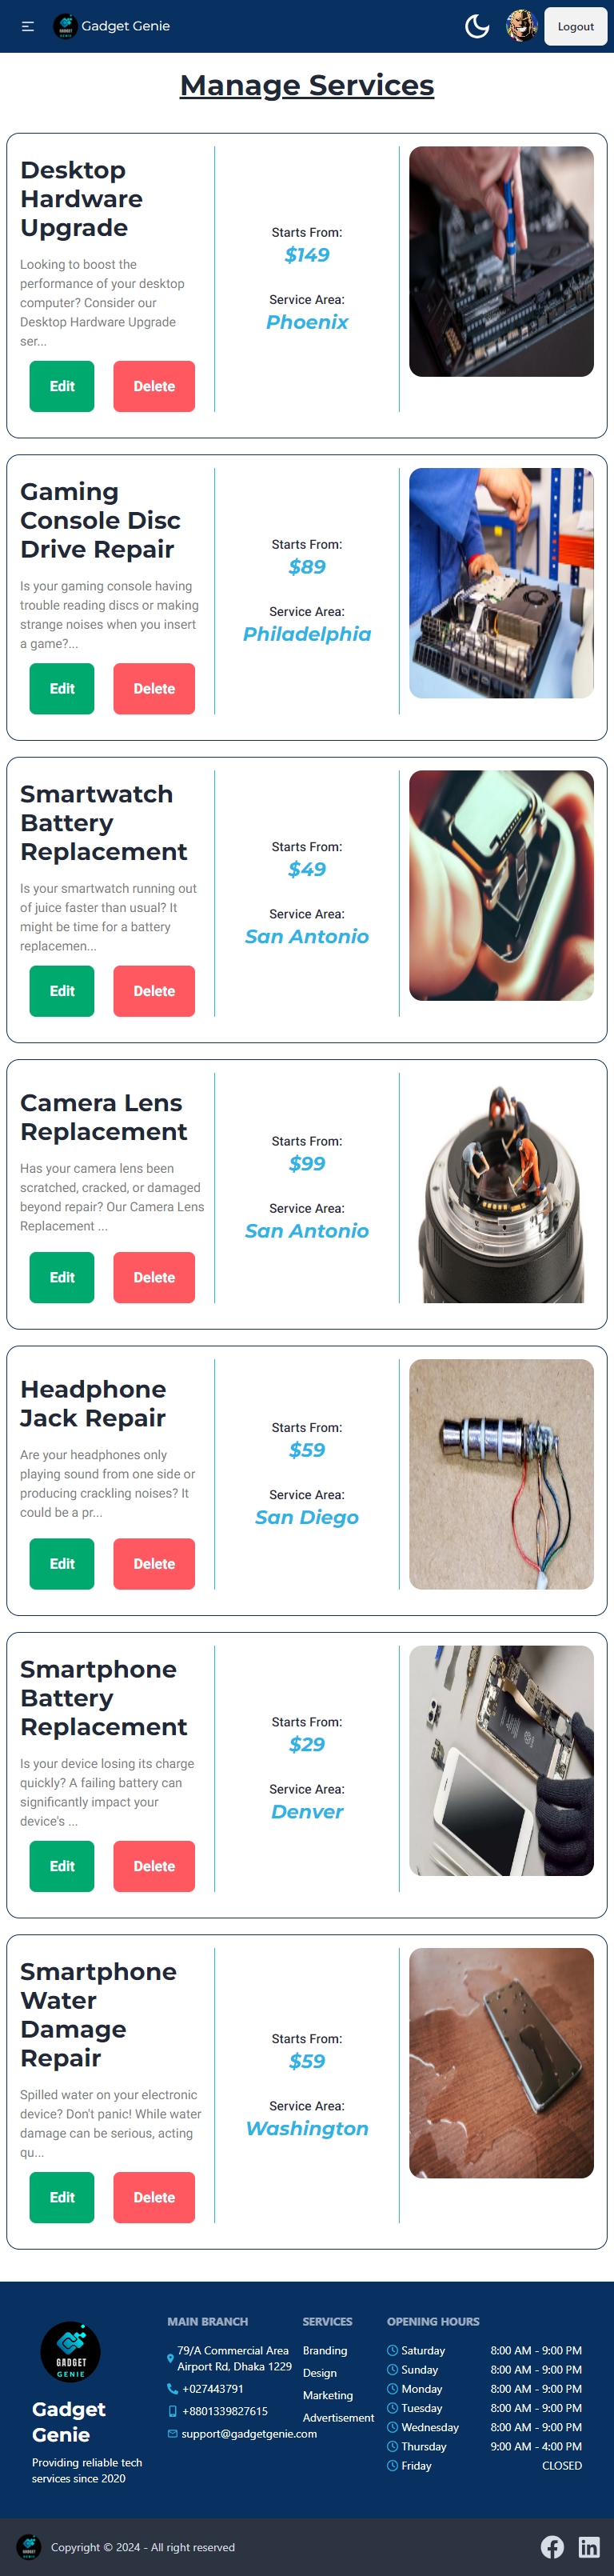 Gadget Genie
Logout
Manage Services
Desktop
Hardware
Upgrade
Looking to boost the
performance of your desktop
computer? Consider our
Desktop Hardware Upgrade
ser...
Edit
Delete
Starts From:
$149
Service Area:
Phoenix
Gaming
Console Disc
Drive Repair
Is your gaming console having
trouble reading discs or making
strange noises when you insert
a game?...
Edit
Delete
Starts From:
$89
Service Area:
Philadelphia
Smartwatch
Battery
Replacement
Is your smartwatch running out
of juice faster than usual? It
might be time for a battery
replacemen...
Edit
Delete
Starts From:
$49
Service Area:
San Antonio
Camera Lens
Replacement
Has your camera lens been
scratched, cracked, or damaged
beyond repair? Our Camera Lens
Replacement ...
Edit
Delete
Starts From:
$99
Service Area:
San Antonio
Headphone
Jack Repair
Are your headphones only
playing sound from one side or
producing crackling noises? It
could be a pr...
Edit
Delete
Starts From:
$59
Service Area:
San Diego
Smartphone
Battery
Replacement
Is your device losing its charge
quickly? A failing battery can
significantly impact your
device's ...
Edit
Delete
Starts From:
$29
Service Area:
Denver
Smartphone
Water
Damage
Repair
Spilled water on your electronic
device? Don't panic! While water
damage can be serious, acting
qu...
Edit
Delete
Starts From:
$59
Service Area:
Washington
GADGET
GENIE
Gadget
Genie
Providing reliable tech
services since 2020
MAIN BRANCH
79/A Commercial Area
Airport Rd, Dhaka 1229
+027443791
+8801339827615
support@gadgetgenie.com
SERVICES
Branding
Design
Marketing
Advertisement
OPENING HOURS
Saturday 8:00 AM - 9:00 PM
Sunday 8:00 AM - 9:00 PM
Monday 8:00 AM - 9:00 PM
Tuesday 8:00 AM - 9:00 PM
Wednesday 8:00 AM - 9:00 PM
Thursday 9:00 AM - 4:00 PM
Friday CLOSED
Copyright © 2024 - All right reserved